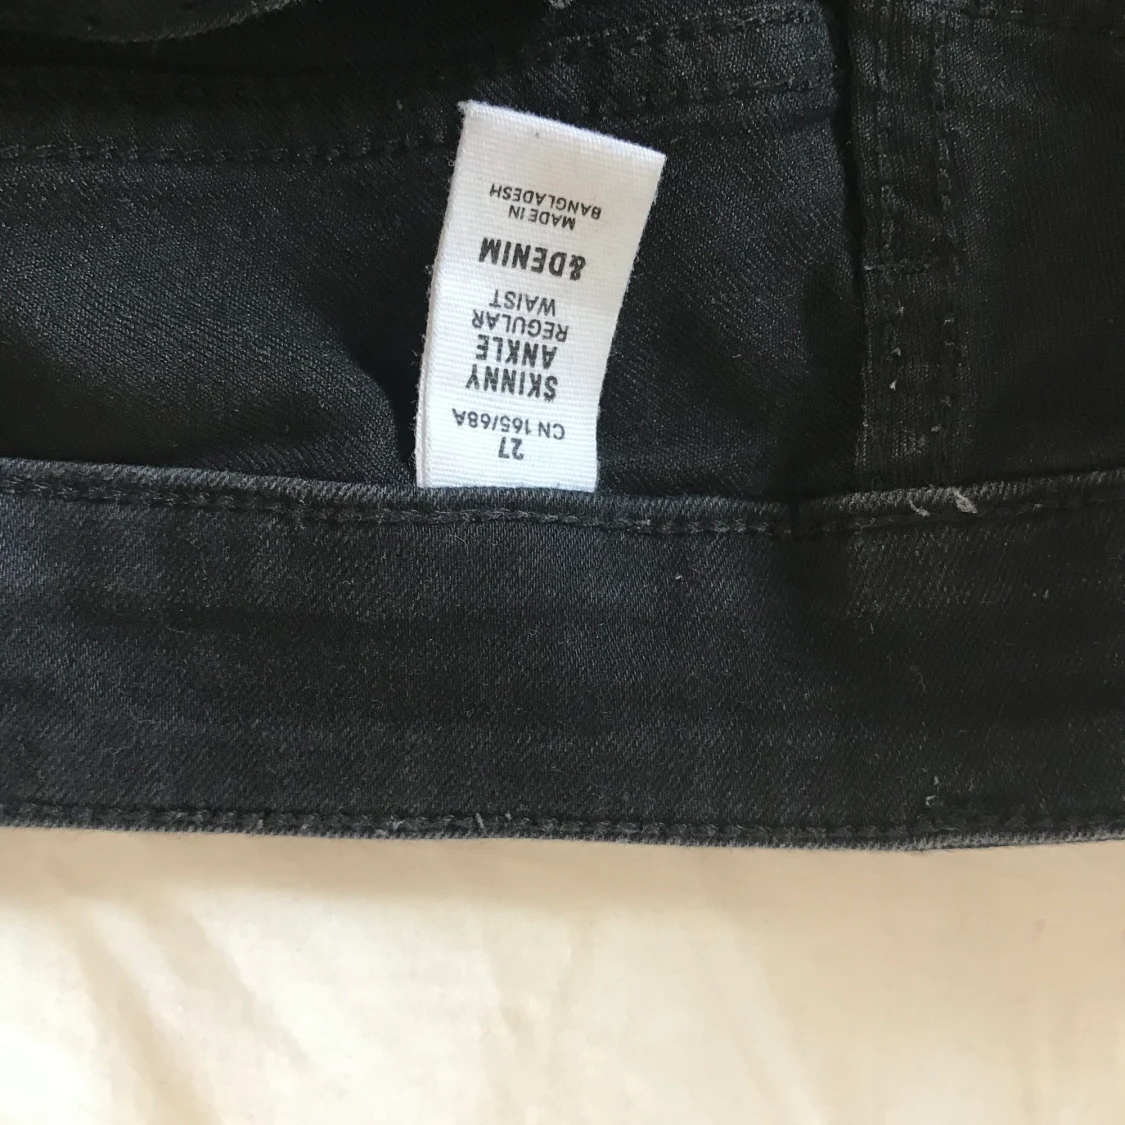 27
CN 165/68A
SKINNY
ANKLE
REGULAR
WAIST
&DENIM
MADE IN
BANGLADESH